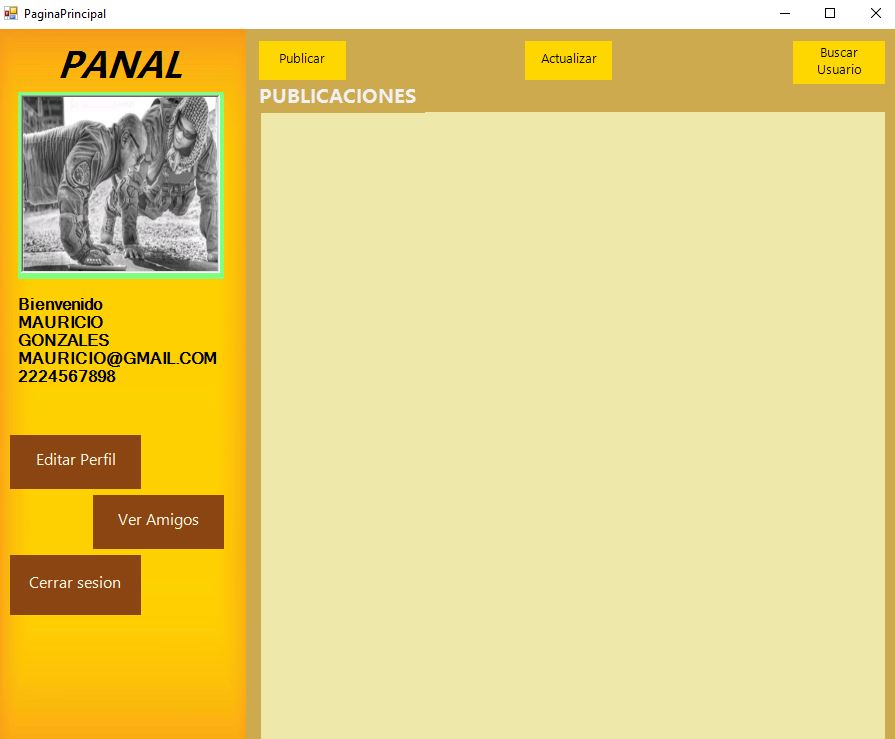 PaginaPrincipal
PANAL
Bienvenido
MAURICIO
GONZALES
MAURICIO@GMAIL.COM
2224567898
Editar Perfil
Ver Amigos
Cerrar sesion
Publicar
Actualizar
Buscar
Usuario
PUBLICACIONES